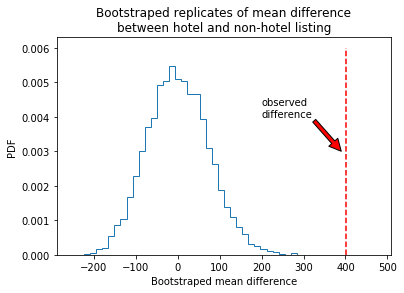 Bootstraped replicates of mean difference
between hotel and non-hotel listing
0.006
0.005
0.004
0.003
0.002
0.001
0.000
PDF
observed
difference
−200
−100
0
100
200
300
400
500
Bootstraped mean difference